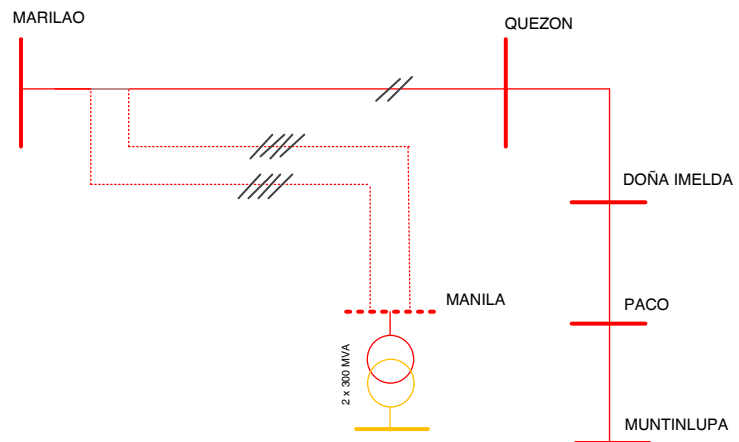 MARILAO
QUEZON
DOÑA IMELDA
MANILA
PACO
2 x 300 MVA
MUNTINLUPA